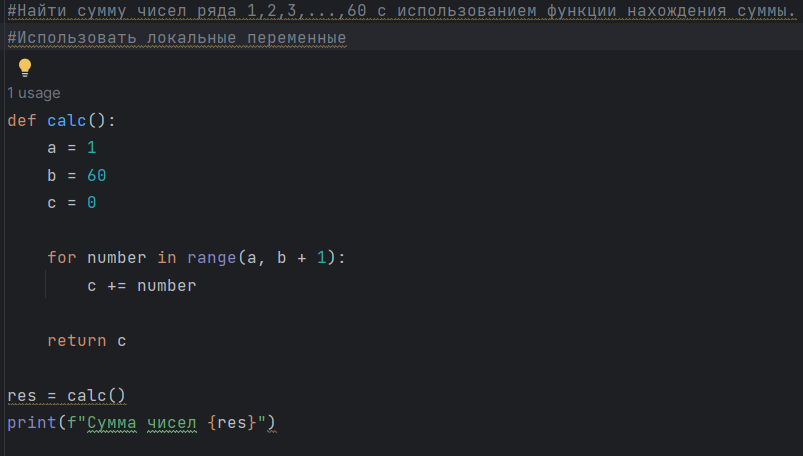 #Найти сумму чисел ряда 1,2,3,...,60 с использованием функции нахождения суммы.
#Использовать локальные переменные
1 usage
def calc():
    a = 1
    b = 60
    c = 0
    for number in range(a, b + 1):
        c += number
    return c
res = calc()
print(f"Сумма чисел {res}")